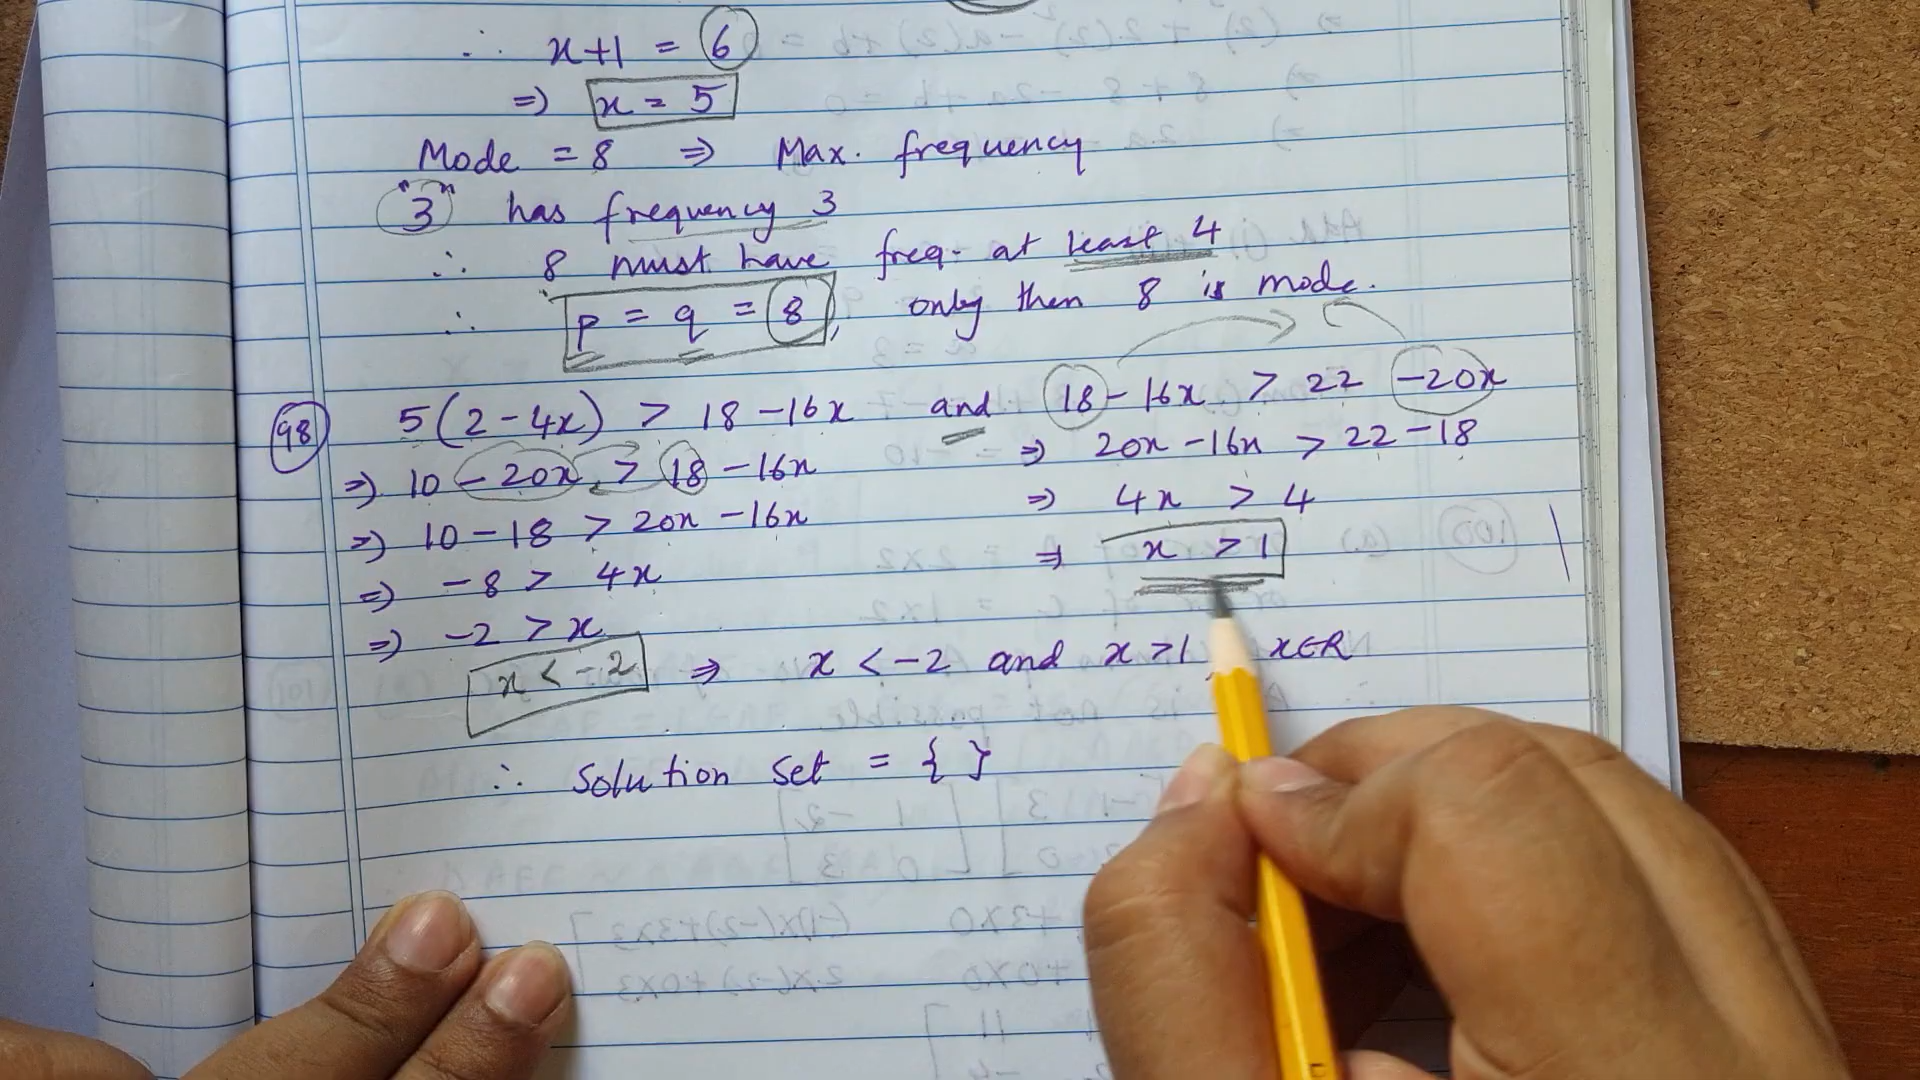 ∴ x+1 = 6
⇒ x = 5
Mode = 8 ⇒ Max. frequency
"3" has frequency 3
∴ 8 must have freq. at least 4
∴ p = q = 8, only then 8 is mode.
98 5(2-4x) > 18-16x and 18-16x > 22 -20x
⇒ 10 -20x > 18 -16x ⇒ 20x -16x > 22 -18
⇒ 10 -18 > 20x -16x ⇒ 4x > 4
⇒ -8 > 4x ⇒ x > 1
⇒ -2 > x
x < -2 ⇒ x < -2 and x > 1 x∈R
∴ Solution set = { }